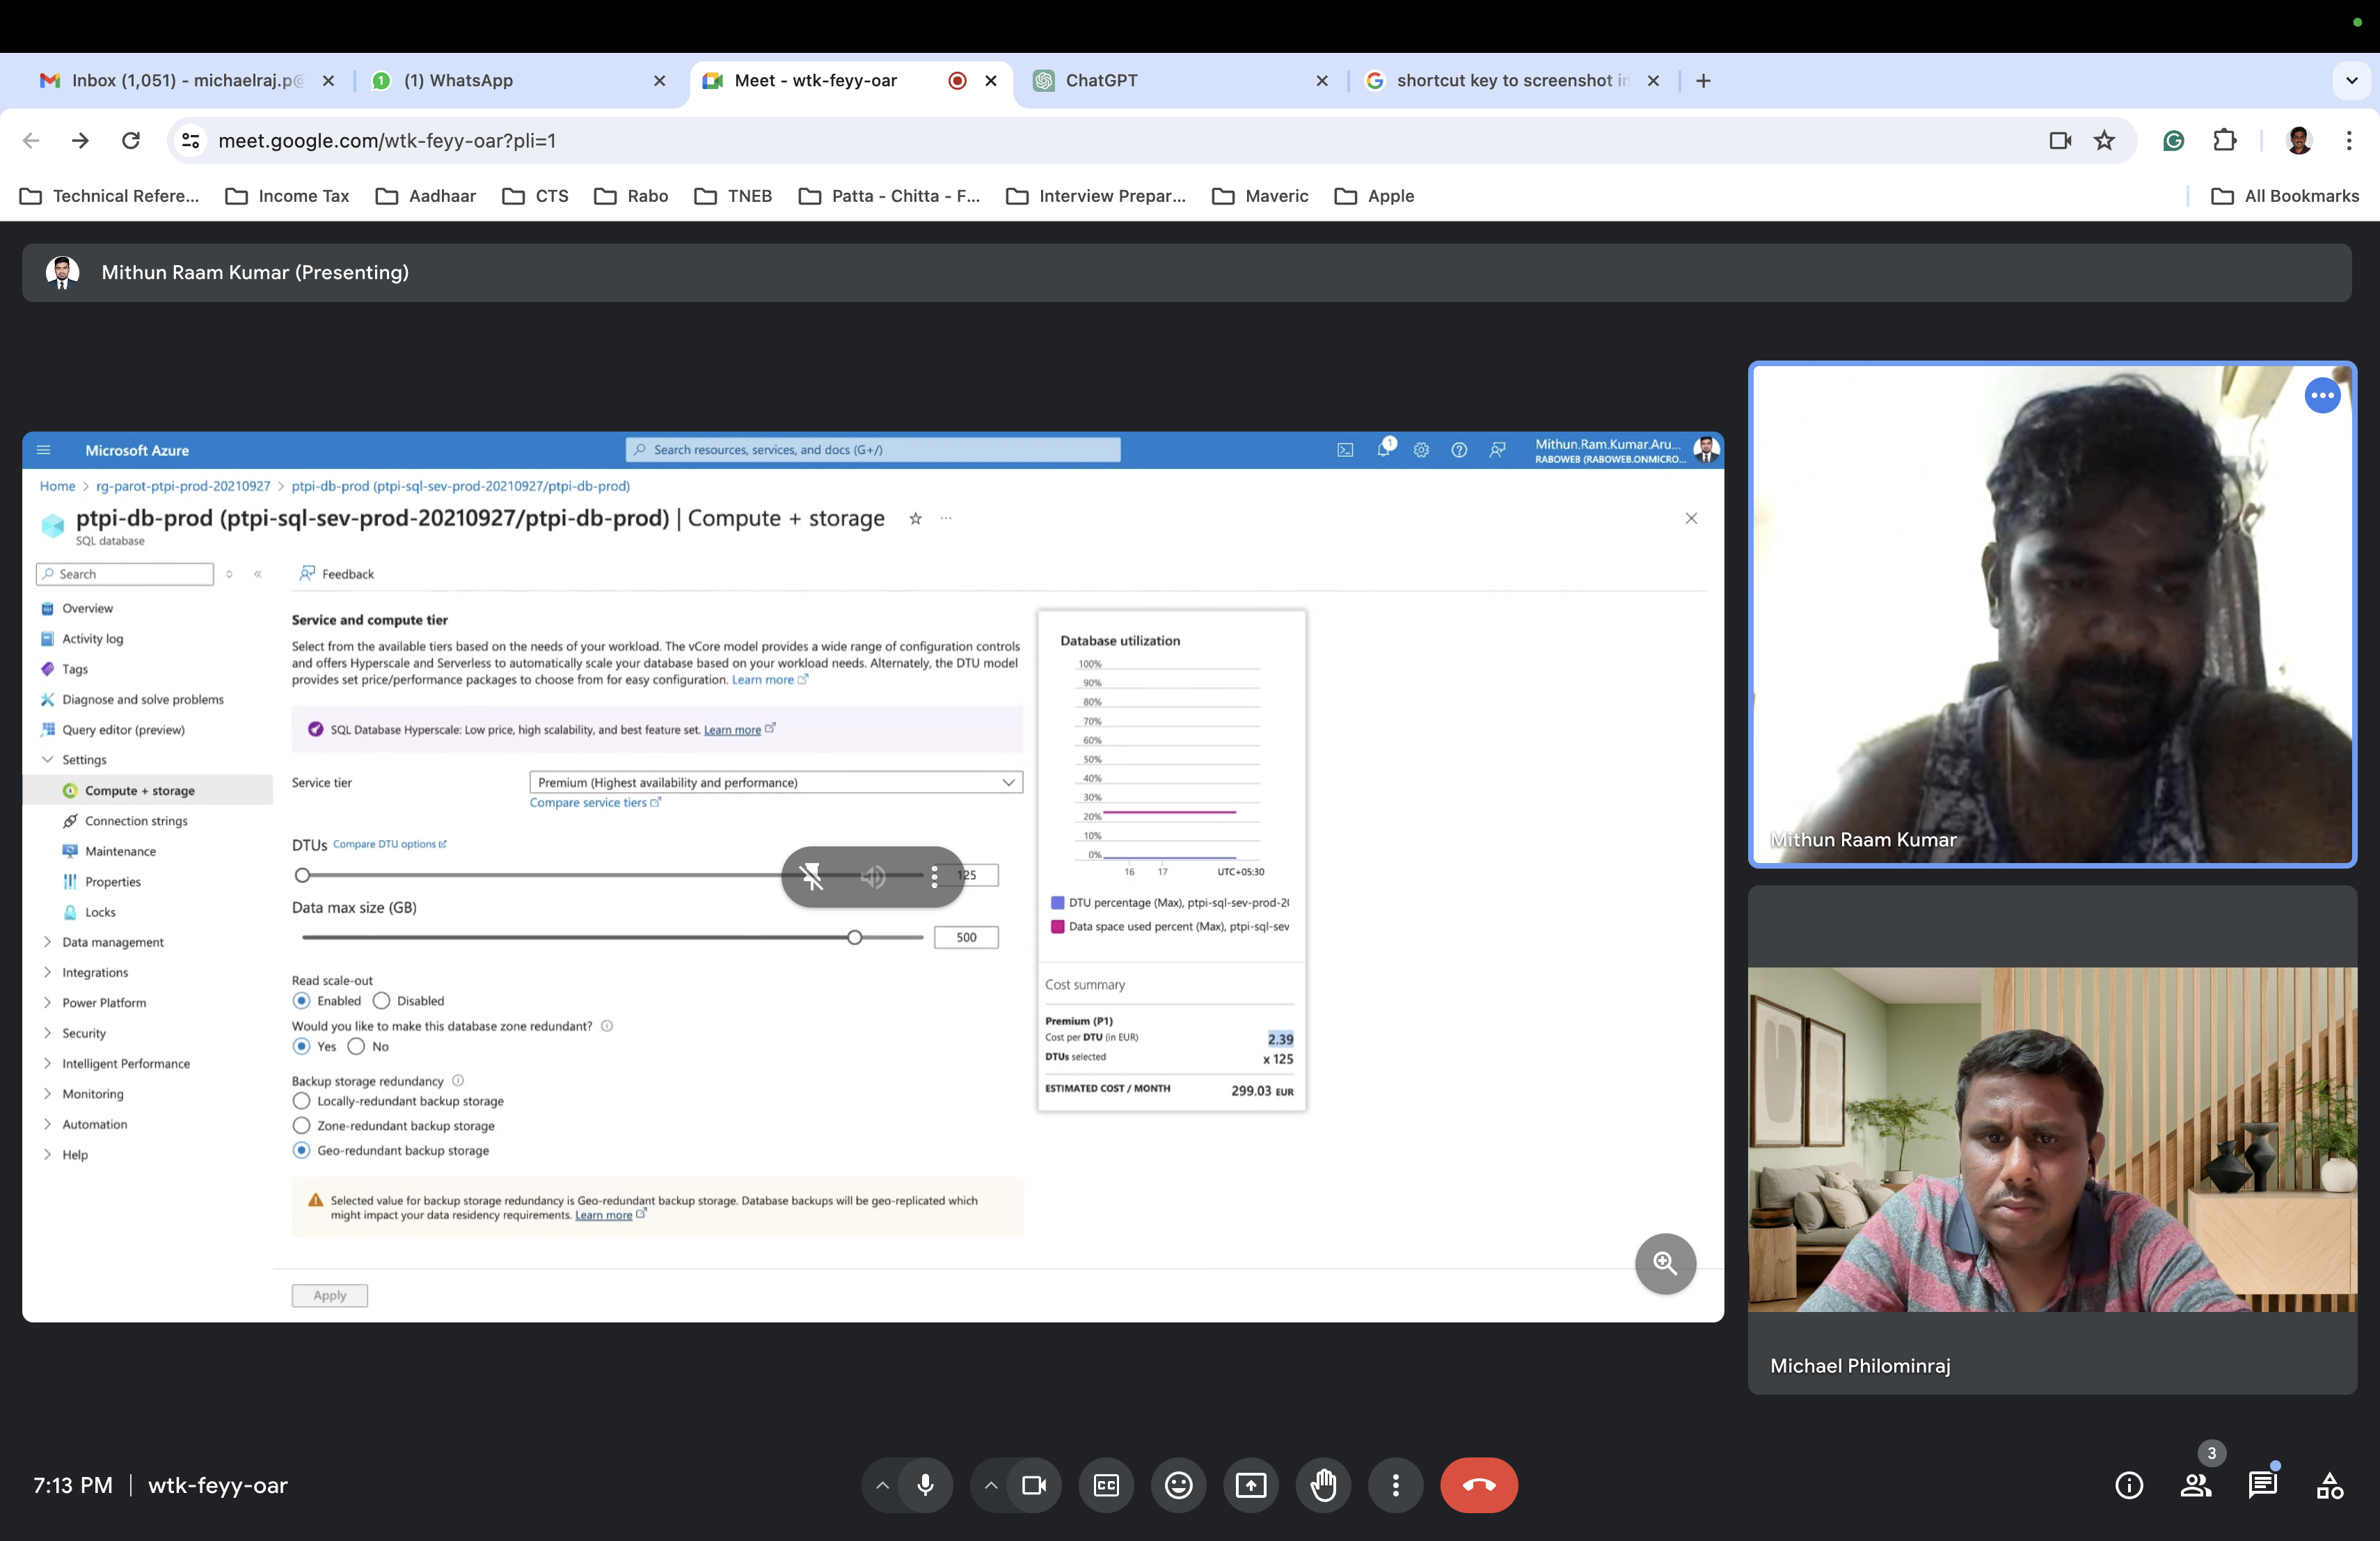 Inbox (1,051) - michaelraj.p@
(1) WhatsApp
Meet - wtk-feyy-oar
ChatGPT
shortcut key to screenshot in
meet.google.com/wtk-feyy-oar?pli=1
Technical Refere...
Income Tax
Aadhaar
CTS
Rabo
TNEB
Patta - Chitta - F...
Interview Prepar...
Maveric
Apple
All Bookmarks
Mithun Raam Kumar (Presenting)
Microsoft Azure
Search resources, services, and docs (G+/)
1
Mithun.Ram.Kumar.Aru...
RABOWEB (RABOWEB.ONMICRO...
Home > rg-parot-ptpi-prod-20210927 > ptpi-db-prod (ptpi-sql-sev-prod-20210927/ptpi-db-prod)
ptpi-db-prod (ptpi-sql-sev-prod-20210927/ptpi-db-prod) | Compute + storage
SQL database
Search
Overview
Activity log
Tags
Diagnose and solve problems
Query editor (preview)
Settings
Compute + storage
Connection strings
Maintenance
Properties
Locks
Data management
Integrations
Power Platform
Security
Intelligent Performance
Monitoring
Automation
Help
Feedback
Service and compute tier
Select from the available tiers based on the needs of your workload. The vCore model provides a wide range of configuration controls
and offers Hyperscale and Serverless to automatically scale your database based on your workload needs. Alternately, the DTU model
provides set price/performance packages to choose from for easy configuration. Learn more
SQL Database Hyperscale: Low price, high scalability, and best feature set. Learn more
Service tier
Premium (Highest availability and performance)
Compare service tiers
DTUs Compare DTU options
125
Data max size (GB)
500
Read scale-out
Enabled Disabled
Would you like to make this database zone redundant?
Yes No
Backup storage redundancy
Locally-redundant backup storage
Zone-redundant backup storage
Geo-redundant backup storage
Selected value for backup storage redundancy is Geo-redundant backup storage. Database backups will be geo-replicated which
might impact your data residency requirements. Learn more
Apply
Database utilization
100%
90%
80%
70%
60%
50%
40%
30%
20%
10%
0%
16 17 UTC+05:30
DTU percentage (Max), ptpi-sql-sev-prod-20
Data space used percent (Max), ptpi-sql-sev
Cost summary
Premium (P1)
Cost per DTU (in EUR) 2.39
DTUs selected x 125
ESTIMATED COST / MONTH 299.03 EUR
Mithun Raam Kumar
Michael Philominraj
7:13 PM | wtk-feyy-oar
CC
3